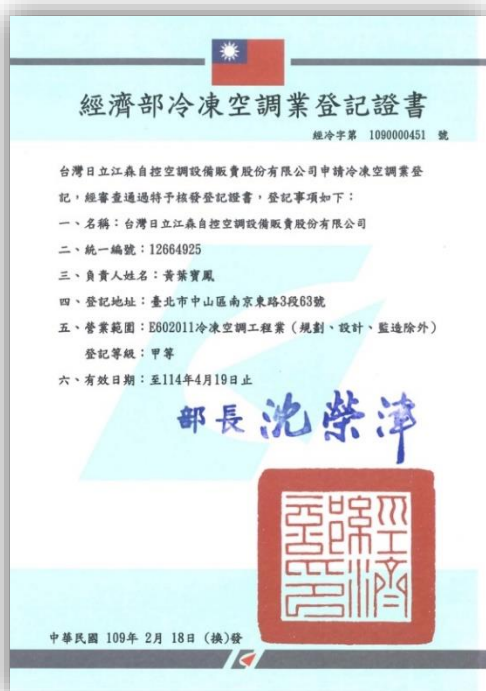 經濟部冷凍空調業登記證書
經冷字第 1090000451 號
台灣日立江森自控空調設備販賣股份有限公司申請冷凍空調業登
記,經審查通過特予核發登記證書,登記事項如下:
一、名稱:台灣日立江森自控空調設備販賣股份有限公司
二、統一編號:12664925
三、負責人姓名:黃葉寶鳳
四、登記地址:臺北市中山區南京東路3段63號
五、營業範圍:E602011冷凍空調工程業(規劃、設計、監造除外)
登記等級:甲等
六、有效日期:至114年4月19日止
部長 沈榮津
經濟部印
中華民國 109年 2月 18日 (換)發